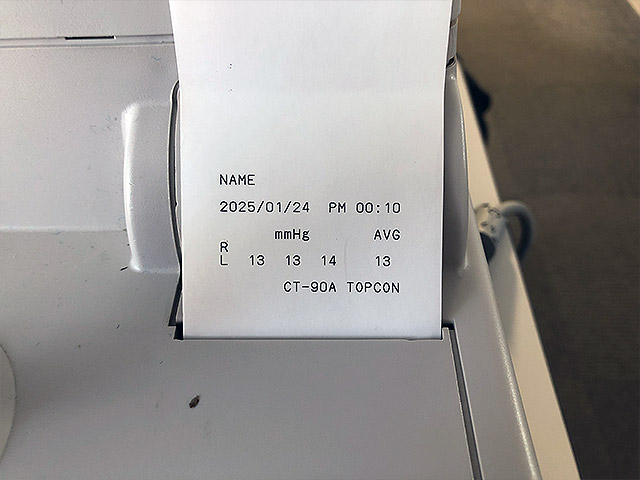 NAME
2025/01/24 PM 00:10
mmHg AVG
R
L 13 13 14 13
CT-90A TOPCON